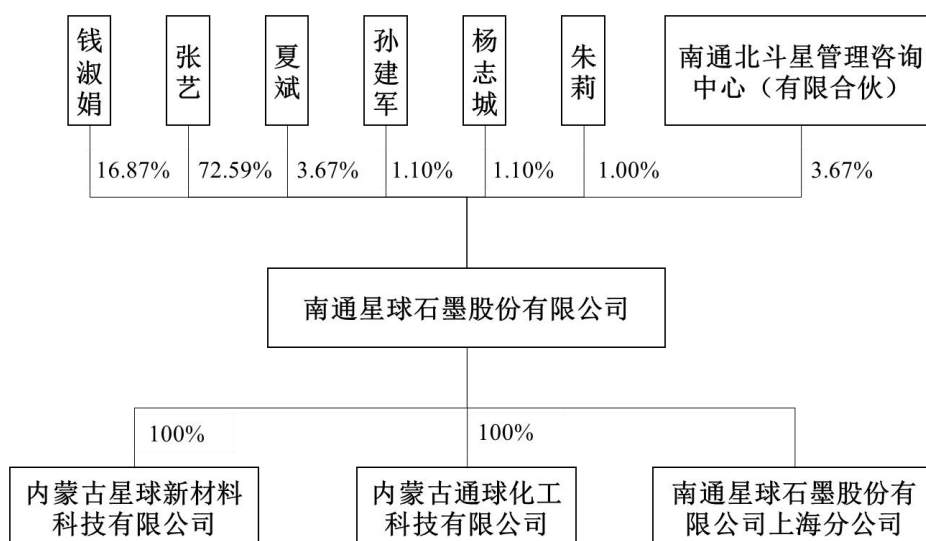 钱淑娟
张艺
夏斌
孙建军
杨志城
朱莉
南通北斗星管理咨询
中心（有限合伙）
16.87%
72.59%
3.67%
1.10%
1.10%
1.00%
3.67%
南通星球石墨股份有限公司
100%
100%
内蒙古星球新材料
科技有限公司
内蒙古通球化工
科技有限公司
南通星球石墨股份有
限公司上海分公司